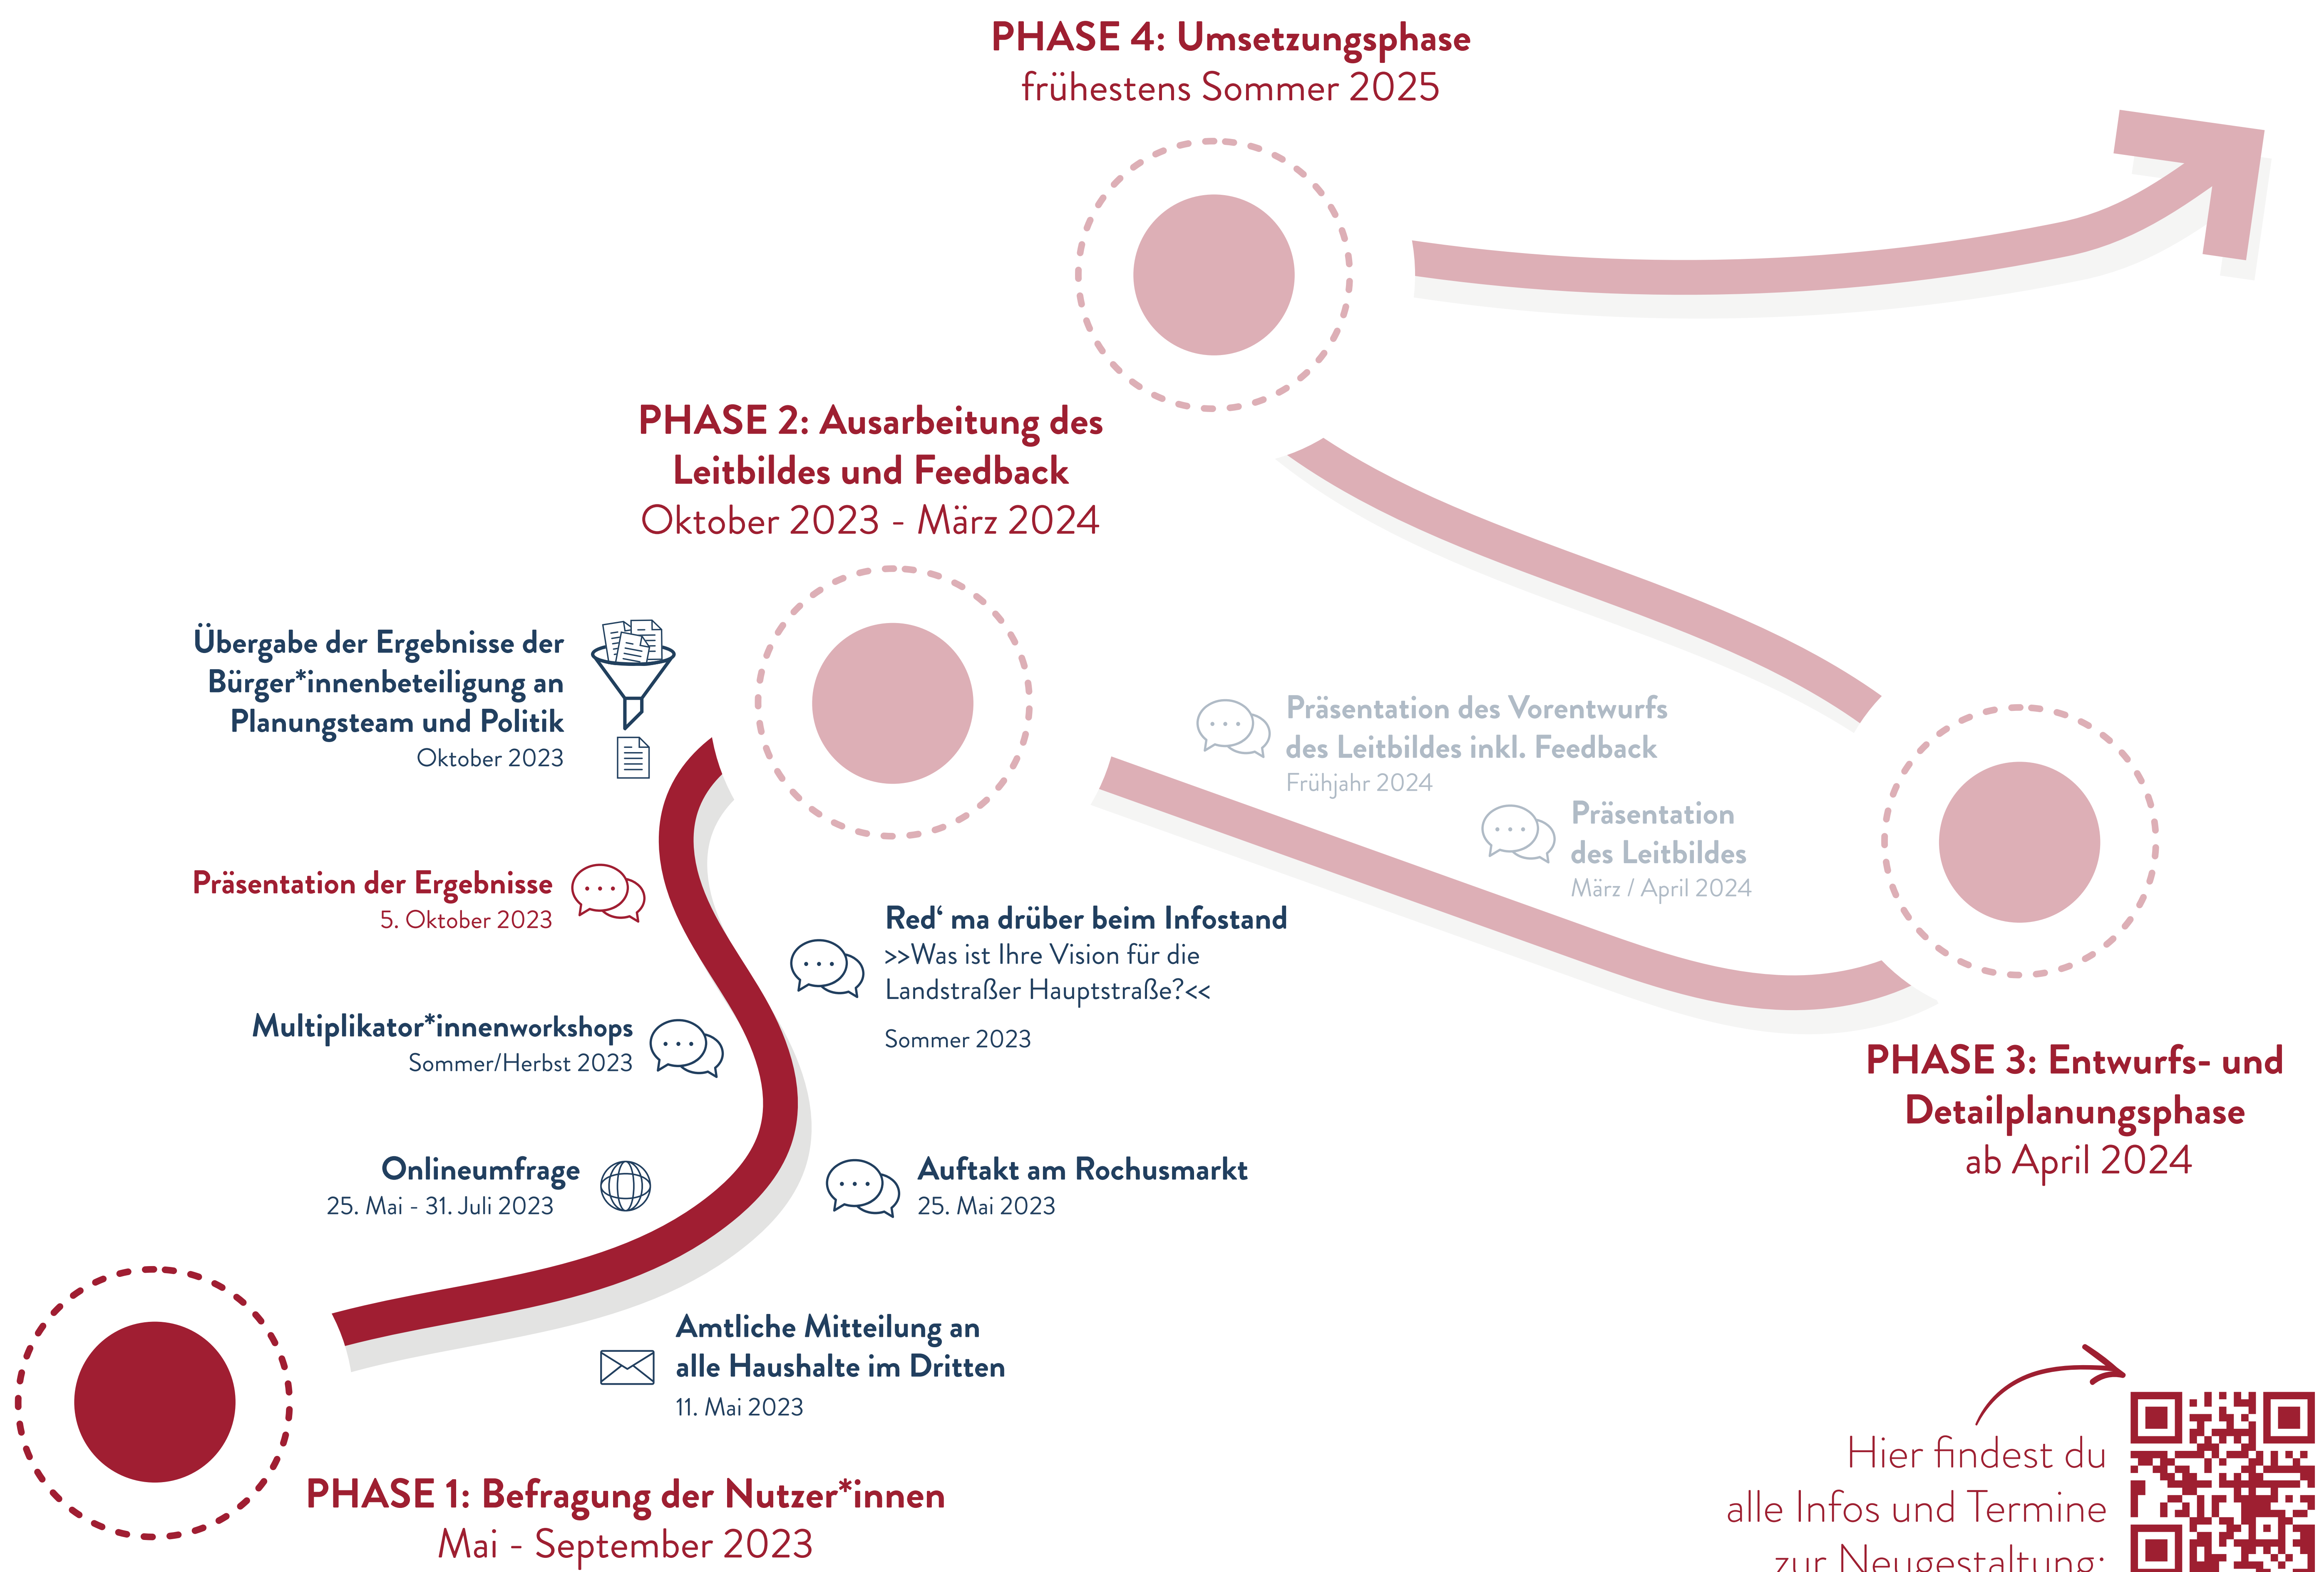 PHASE 4: Umsetzungsphase
frühestens Sommer 2025
PHASE 2: Ausarbeitung des
Leitbildes und Feedback
Oktober 2023 - März 2024
Übergabe der Ergebnisse der
Bürger*innenbeteiligung an
Planungsteam und Politik
Oktober 2023
Präsentation des Vorentwurfs
des Leitbildes inkl. Feedback
Frühjahr 2024
Präsentation
des Leitbildes
März / April 2024
Präsentation der Ergebnisse
5. Oktober 2023
Red‘ ma drüber beim Infostand
>>Was ist Ihre Vision für die
Landstraßer Hauptstraße?<<
Sommer 2023
Multiplikator*innenworkshops
Sommer/Herbst 2023
PHASE 3: Entwurfs- und
Detailplanungsphase
ab April 2024
Onlineumfrage
25. Mai - 31. Juli 2023
Auftakt am Rochusmarkt
25. Mai 2023
Amtliche Mitteilung an
alle Haushalte im Dritten
11. Mai 2023
PHASE 1: Befragung der Nutzer*innen
Mai - September 2023
Hier findest du
alle Infos und Termine
zur Neugestaltung: